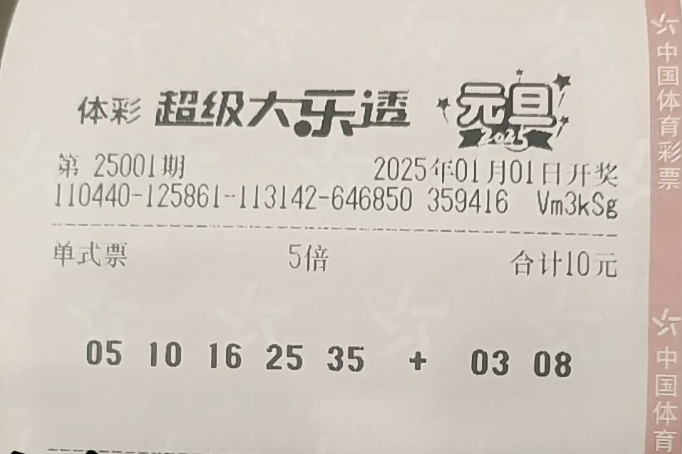 体彩 超级大乐透 元旦
2025
第 25001期 2025年01月01日开奖
110440-125861-113142-646850 359416 Vm3kSg
单式票 5倍 合计10元
05 10 16 25 35 + 03 08
中国体育彩票
中国体育